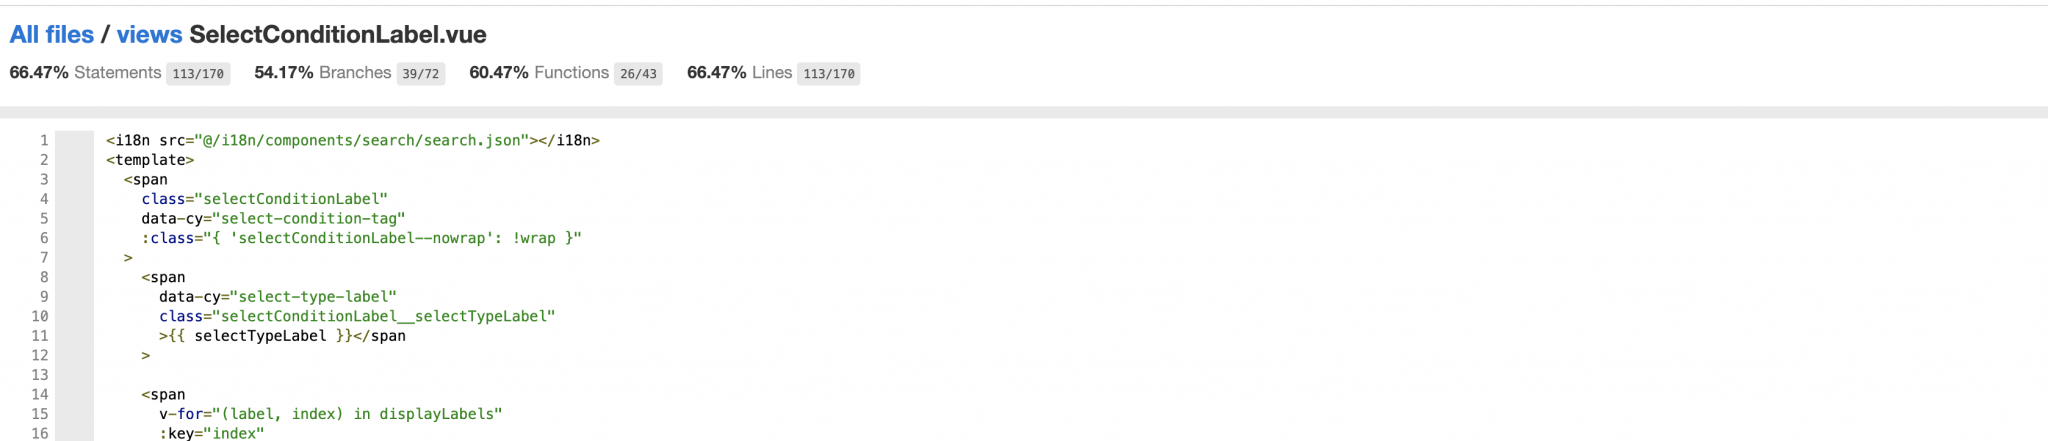 All files / views SelectConditionLabel.vue
66.47% Statements 113/170 54.17% Branches 39/72 60.47% Functions 26/43 66.47% Lines 113/170
1 <i18n src="@/i18n/components/search/search.json"></i18n>
2 <template>
3 <span
4 class="selectConditionLabel"
5 data-cy="select-condition-tag"
6 :class="{ 'selectConditionLabel--nowrap': !wrap }"
7 >
8 <span
9 data-cy="select-type-label"
10 class="selectConditionLabel__selectTypeLabel"
11 >{{ selectTypeLabel }}</span
12 >
13
14 <span
15 v-for="(label, index) in displayLabels"
16 :key="index"